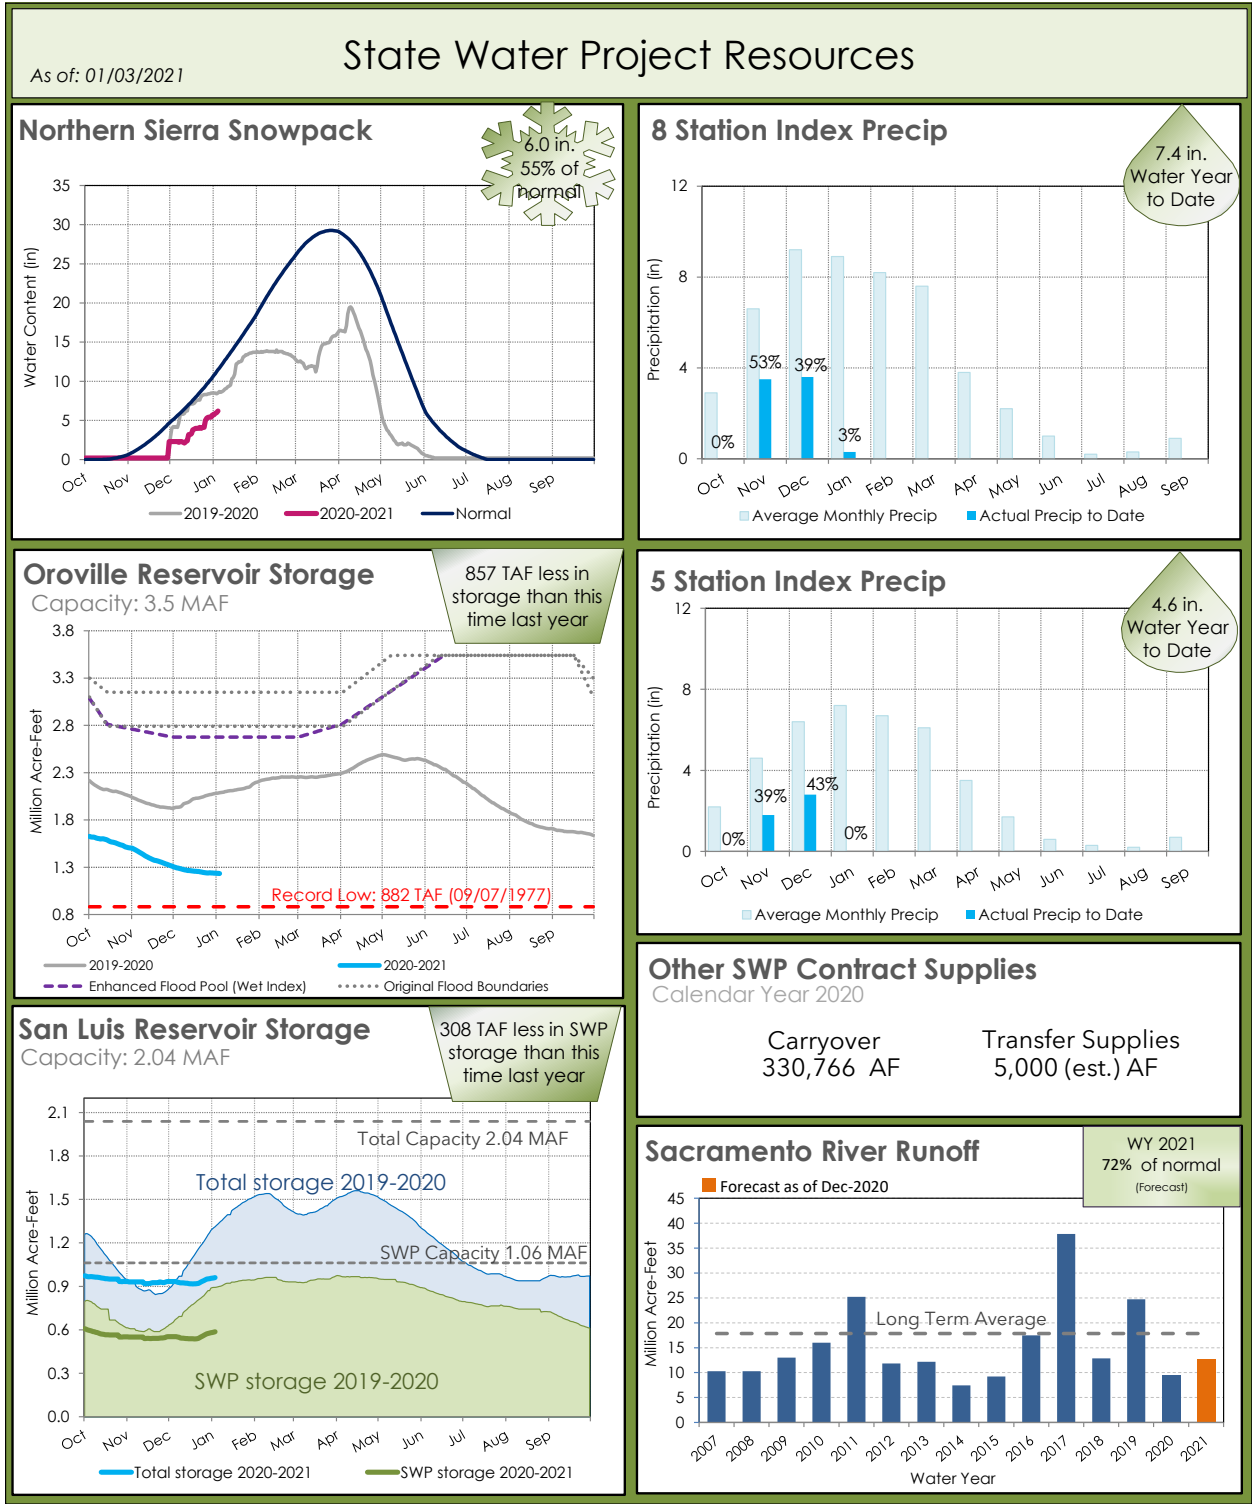 State Water Project Resources
As of: 01/03/2021
Northern Sierra Snowpack
6.0 in.
55% of
normal
Water Content (in)
35
30
25
20
15
10
5
0
Oct Nov Dec Jan Feb Mar Apr May Jun Jul Aug Sep
2019-2020 2020-2021 Normal
8 Station Index Precip
7.4 in.
Water Year
to Date
Precipitation (in)
12
8
4
0
0% 53% 39% 3%
Oct Nov Dec Jan Feb Mar Apr May Jun Jul Aug Sep
Average Monthly Precip Actual Precip to Date
Oroville Reservoir Storage
Capacity: 3.5 MAF
857 TAF less in
storage than this
time last year
Million Acre-Feet
3.8
3.3
2.8
2.3
1.8
1.3
0.8
Record Low: 882 TAF (09/07/1977)
Oct Nov Dec Jan Feb Mar Apr May Jun Jul Aug Sep
2019-2020 2020-2021
Enhanced Flood Pool (Wet Index) Original Flood Boundaries
5 Station Index Precip
4.6 in.
Water Year
to Date
Precipitation (in)
12
8
4
0
0% 39% 43% 0%
Oct Nov Dec Jan Feb Mar Apr May Jun Jul Aug Sep
Average Monthly Precip Actual Precip to Date
Other SWP Contract Supplies
Calendar Year 2020
Carryover Transfer Supplies
330,766 AF 5,000 (est.) AF
San Luis Reservoir Storage
Capacity: 2.04 MAF
308 TAF less in SWP
storage than this
time last year
Million Acre-Feet
2.1
1.8
1.5
1.2
0.9
0.6
0.3
0.0
Total Capacity 2.04 MAF
Total storage 2019-2020
SWP Capacity 1.06 MAF
SWP storage 2019-2020
Oct Nov Dec Jan Feb Mar Apr May Jun Jul Aug Sep
Total storage 2020-2021 SWP storage 2020-2021
Sacramento River Runoff
WY 2021
72% of normal
(Forecast)
Forecast as of Dec-2020
Million Acre-Feet
45
40
35
30
25
20
15
10
5
0
Long Term Average
2007 2008 2009 2010 2011 2012 2013 2014 2015 2016 2017 2018 2019 2020 2021
Water Year